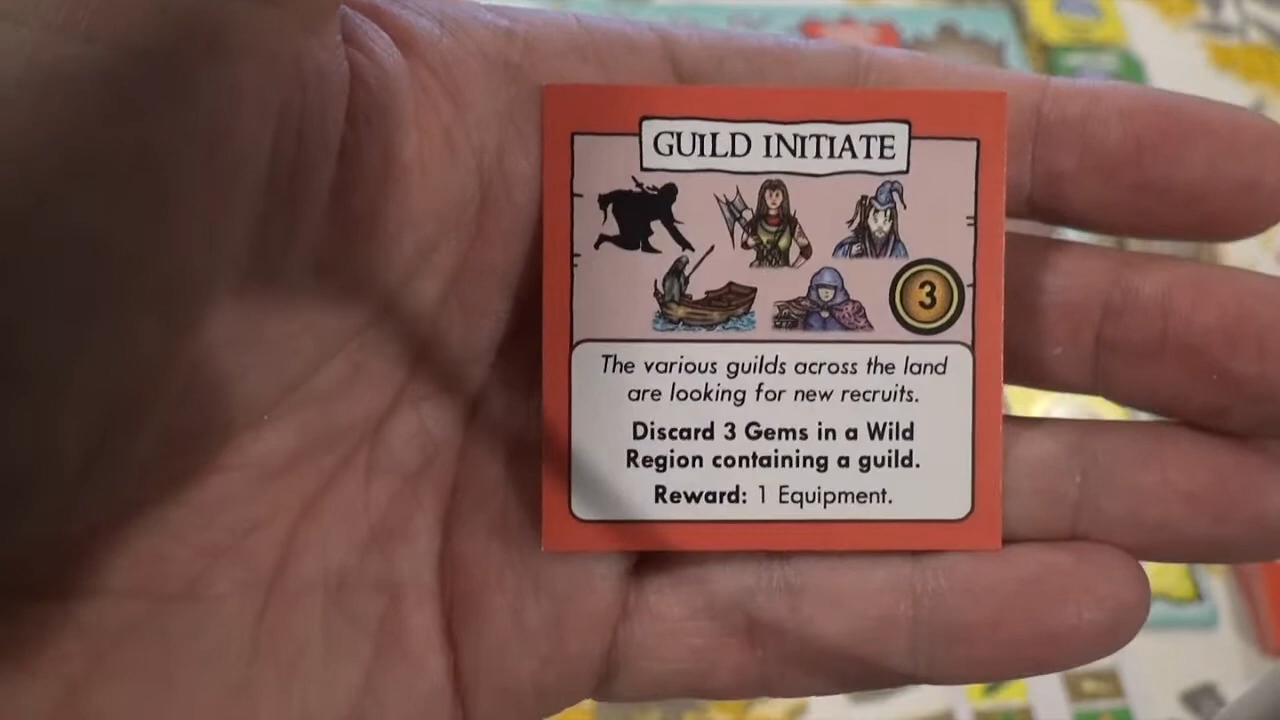 GUILD INITIATE
3
The various guilds across the land
are looking for new recruits.
Discard 3 Gems in a Wild
Region containing a guild.
Reward: 1 Equipment.